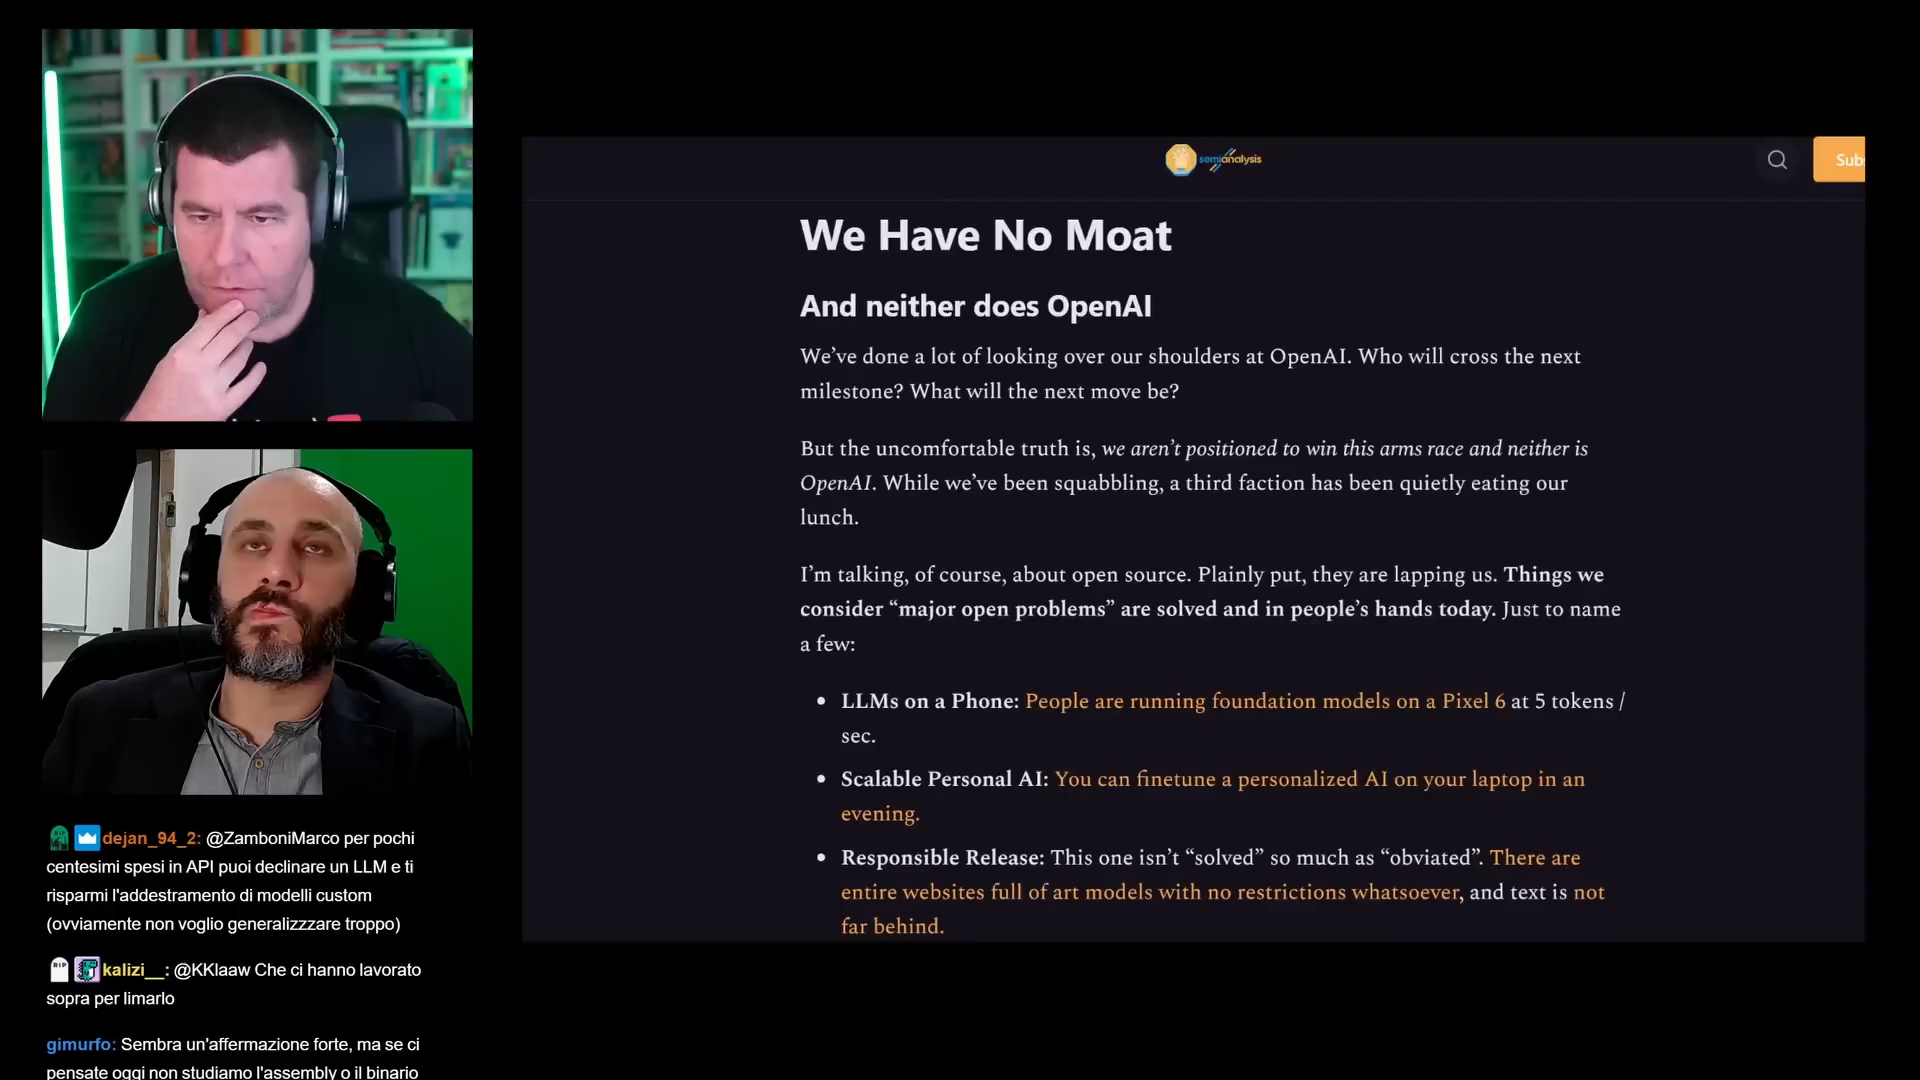 semianalysis
Subs
We Have No Moat
And neither does OpenAI
We’ve done a lot of looking over our shoulders at OpenAI. Who will cross the next
milestone? What will the next move be?
But the uncomfortable truth is, we aren’t positioned to win this arms race and neither is
OpenAI. While we’ve been squabbling, a third faction has been quietly eating our
lunch.
I’m talking, of course, about open source. Plainly put, they are lapping us. Things we
consider “major open problems” are solved and in people’s hands today. Just to name
a few:
• LLMs on a Phone: People are running foundation models on a Pixel 6 at 5 tokens /
sec.
• Scalable Personal AI: You can finetune a personalized AI on your laptop in an
evening.
• Responsible Release: This one isn’t “solved” so much as “obviated”. There are
entire websites full of art models with no restrictions whatsoever, and text is not
far behind.
dejan_94_2: @ZamboniMarco per pochi
centesimi spesi in API puoi declinare un LLM e ti
risparmi l'addestramento di modelli custom
(ovviamente non voglio generalizzzare troppo)
kalizi__: @KKlaaw Che ci hanno lavorato
sopra per limarlo
gimurfo: Sembra un'affermazione forte, ma se ci
pensate oggi non studiamo l'assembly o il binario